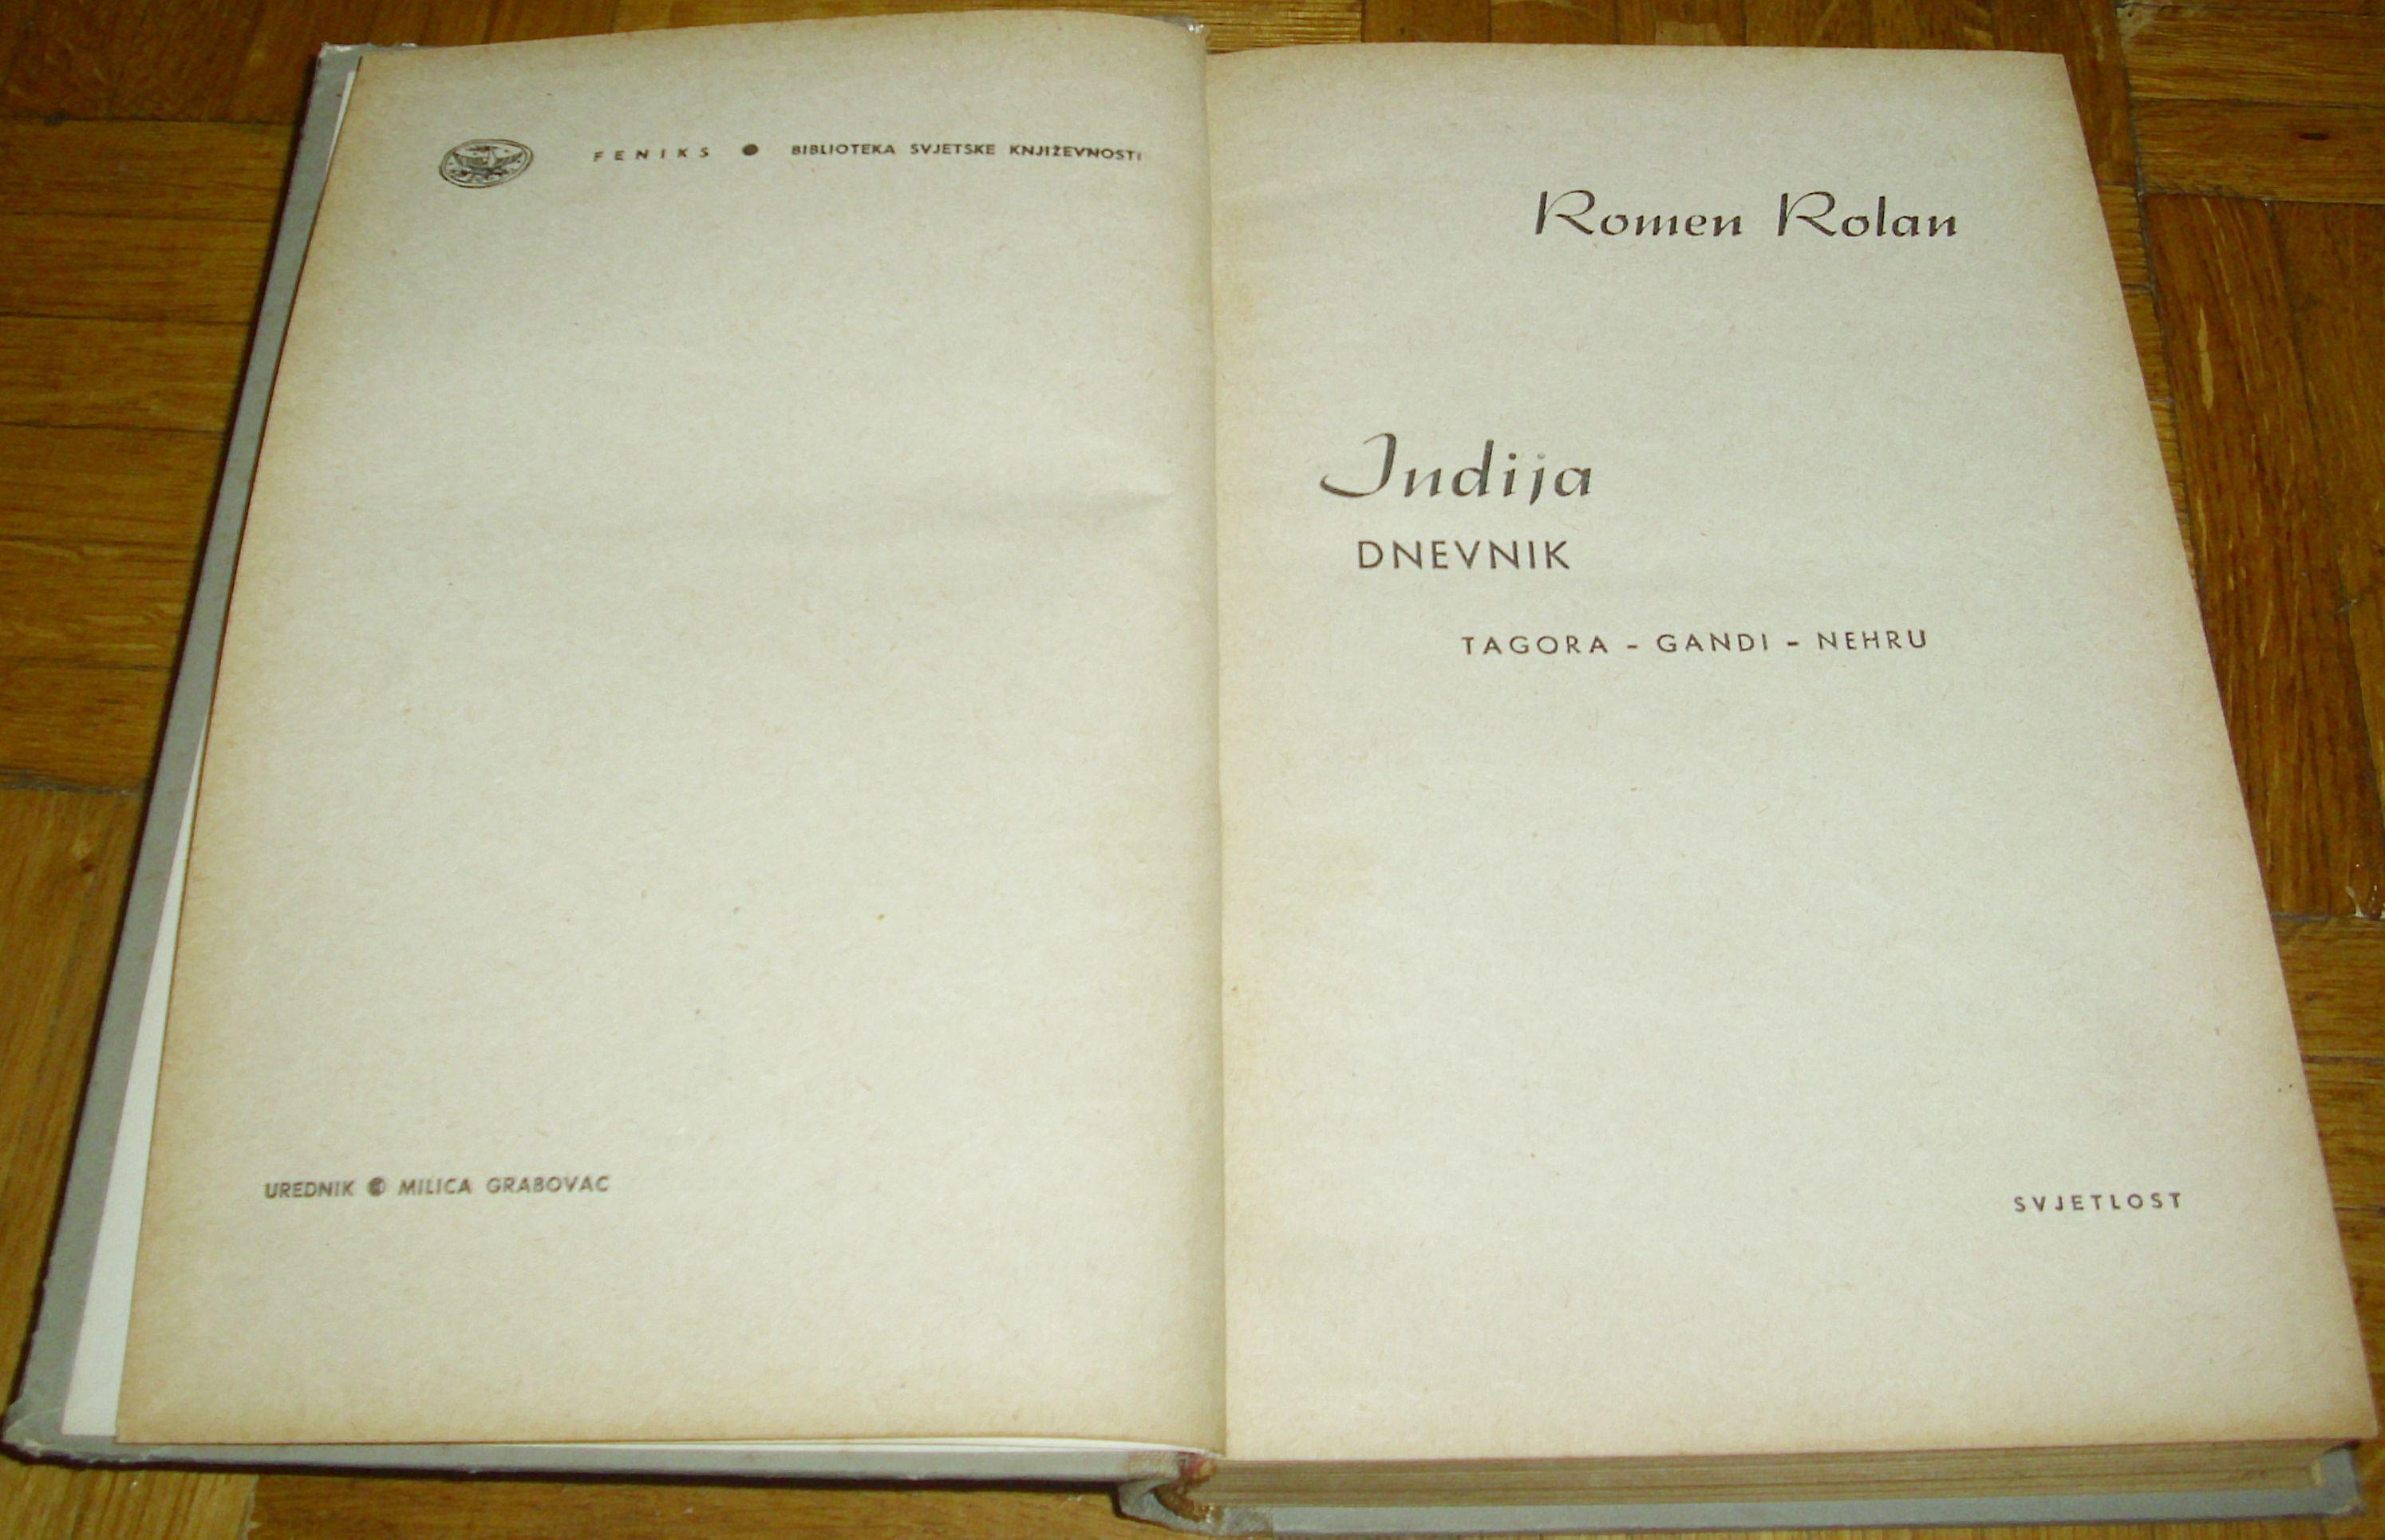 FENIKS ● BIBLIOTEKA SVJETSKE KNJIŽEVNOSTI
UREDNIK ● MILICA GRABOVAC
Romen Rolan
Indija
DNEVNIK
TAGORA - GANDI - NEHRU
SVJETLOST